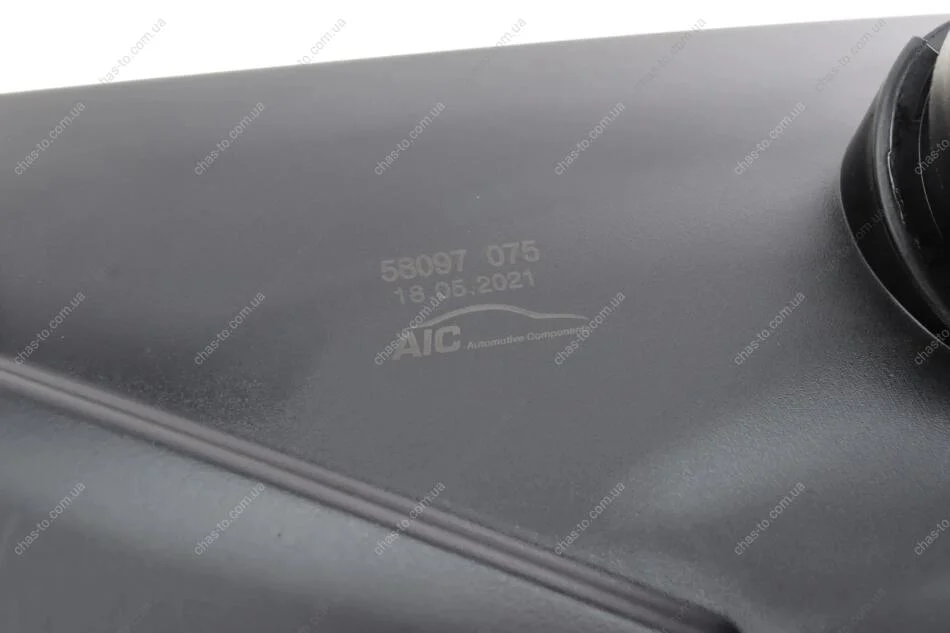 58097 075
18.05.2021
AIC Automotive Components
chas-to.com.ua